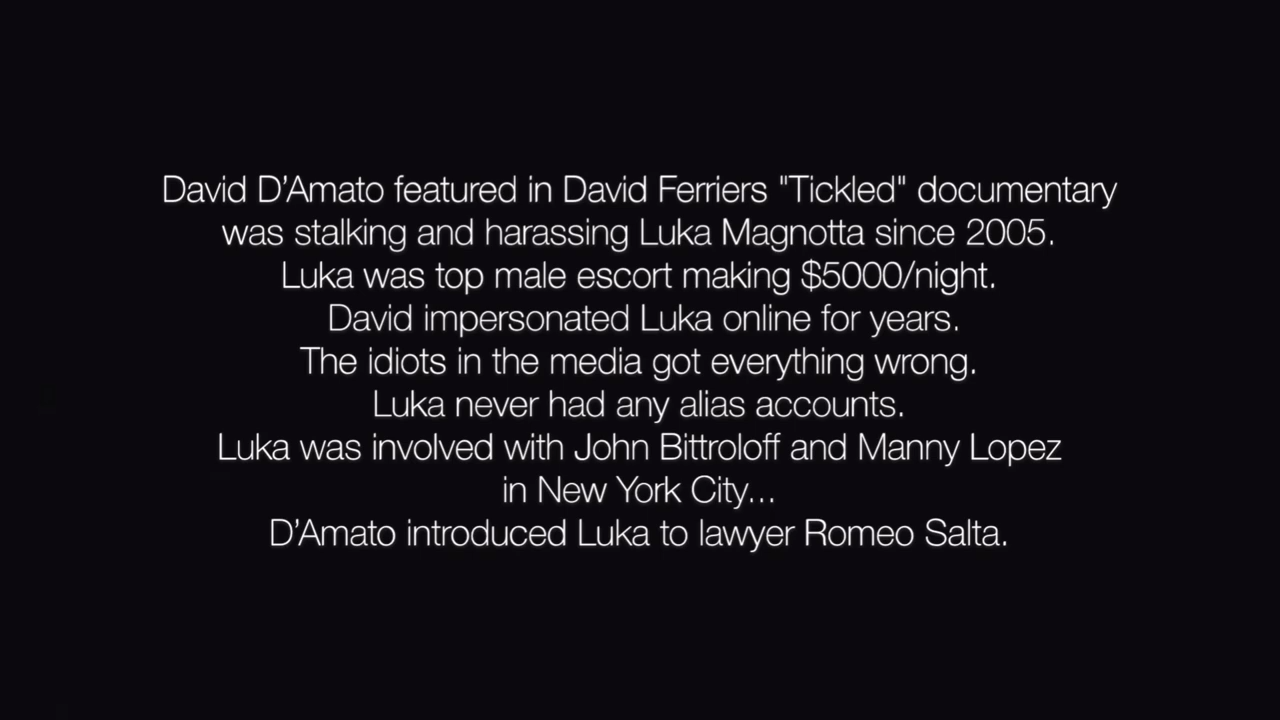 David D’Amato featured in David Ferriers "Tickled" documentary
was stalking and harassing Luka Magnotta since 2005.
Luka was top male escort making $5000/night.
David impersonated Luka online for years.
The idiots in the media got everything wrong.
Luka never had any alias accounts.
Luka was involved with John Bittroloff and Manny Lopez
in New York City...
D’Amato introduced Luka to lawyer Romeo Salta.